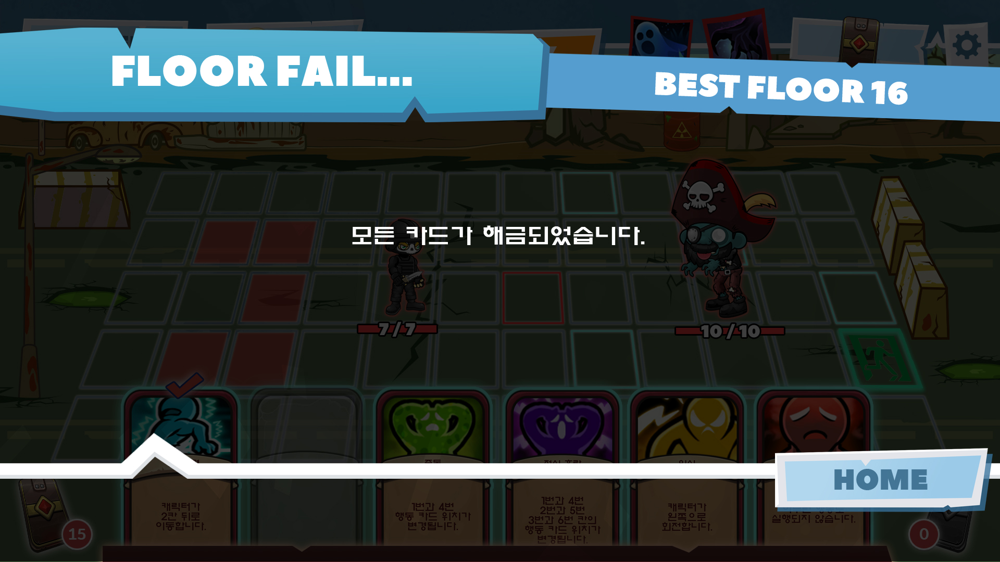 FLOOR FAIL...
BEST FLOOR 16
모든 카드가 해금되었습니다.
7/7
10/10
HOME
캐릭터가
2칸 뒤로
이동합니다.
1번과 4번
행동 카드 위치가
변경됩니다.
1번과 4번
2번과 5번
3번과 6번 칸의
행동 카드 위치가
변경됩니다.
캐릭터가
왼쪽으로
회전합니다.
실행되지 않습니다.
15
0